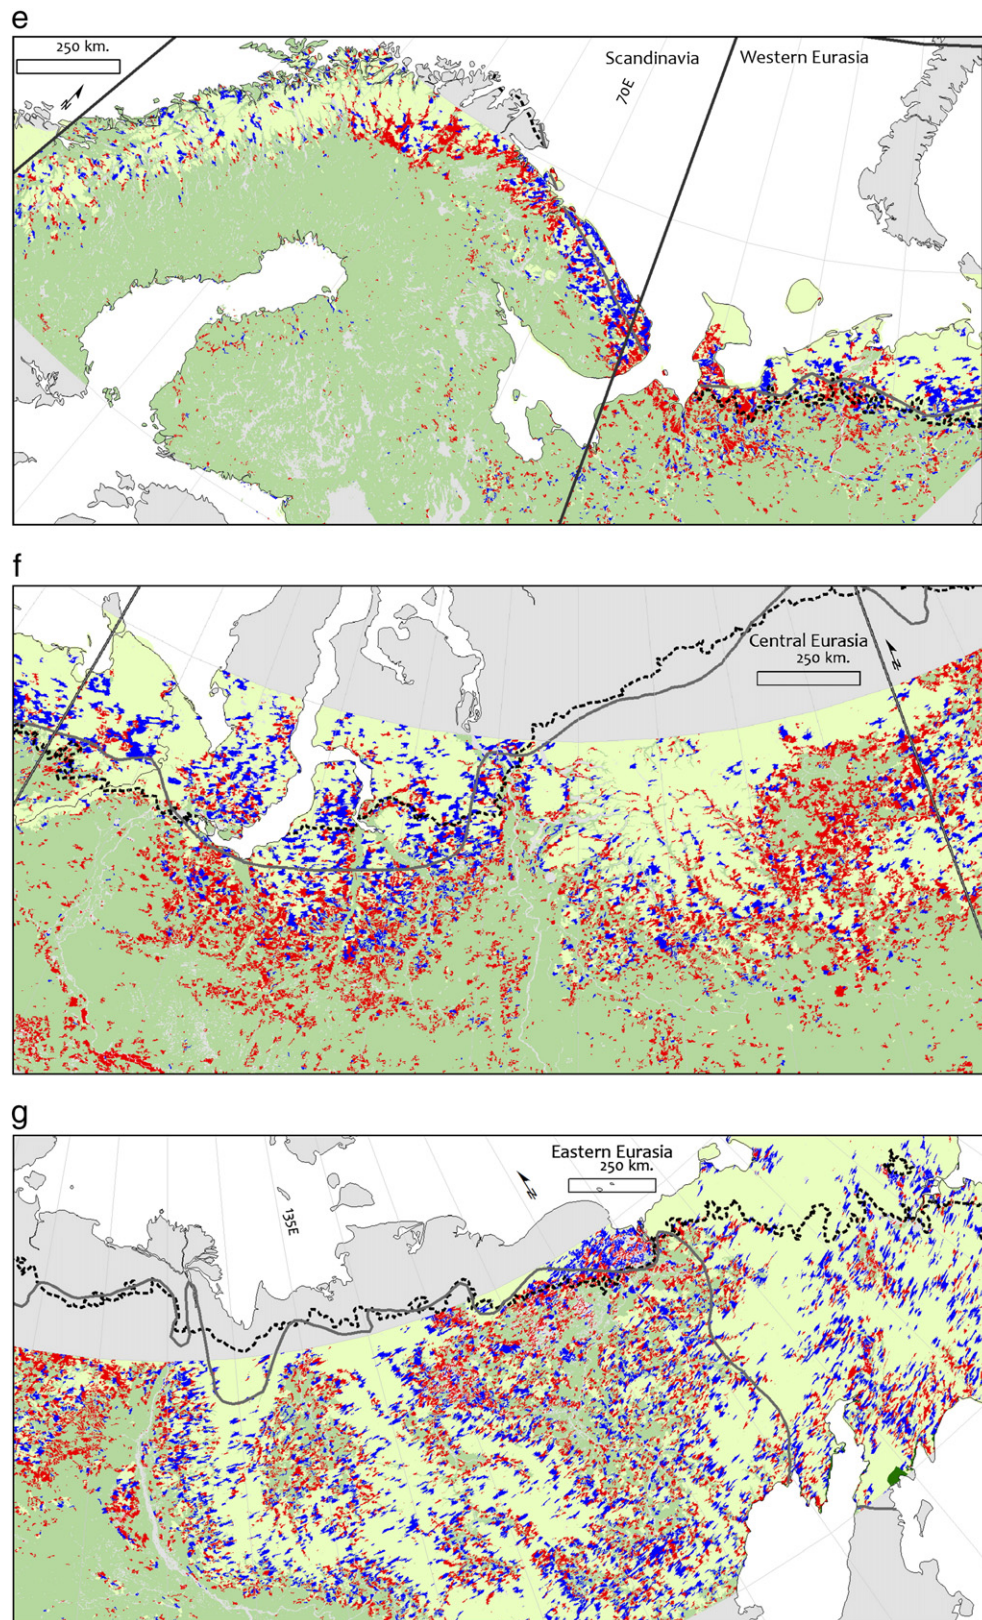 e
250 km.
N
Scandinavia
Western Eurasia
70E
f
Central Eurasia
250 km.
N
g
Eastern Eurasia
250 km.
N
135E